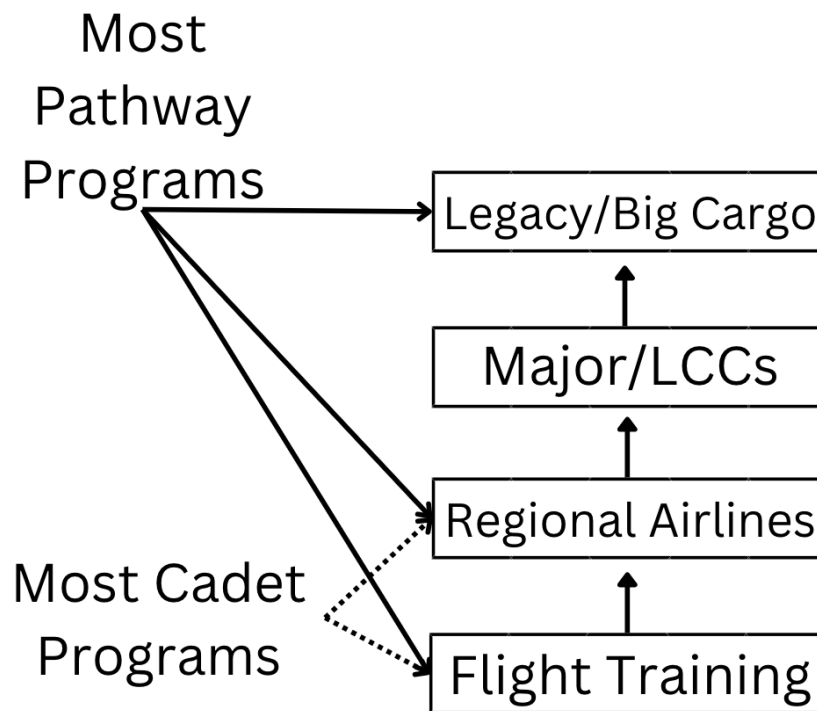 Most
Pathway
Programs
Legacy/Big Cargo
Major/LCCs
Regional Airlines
Most Cadet
Programs
Flight Training